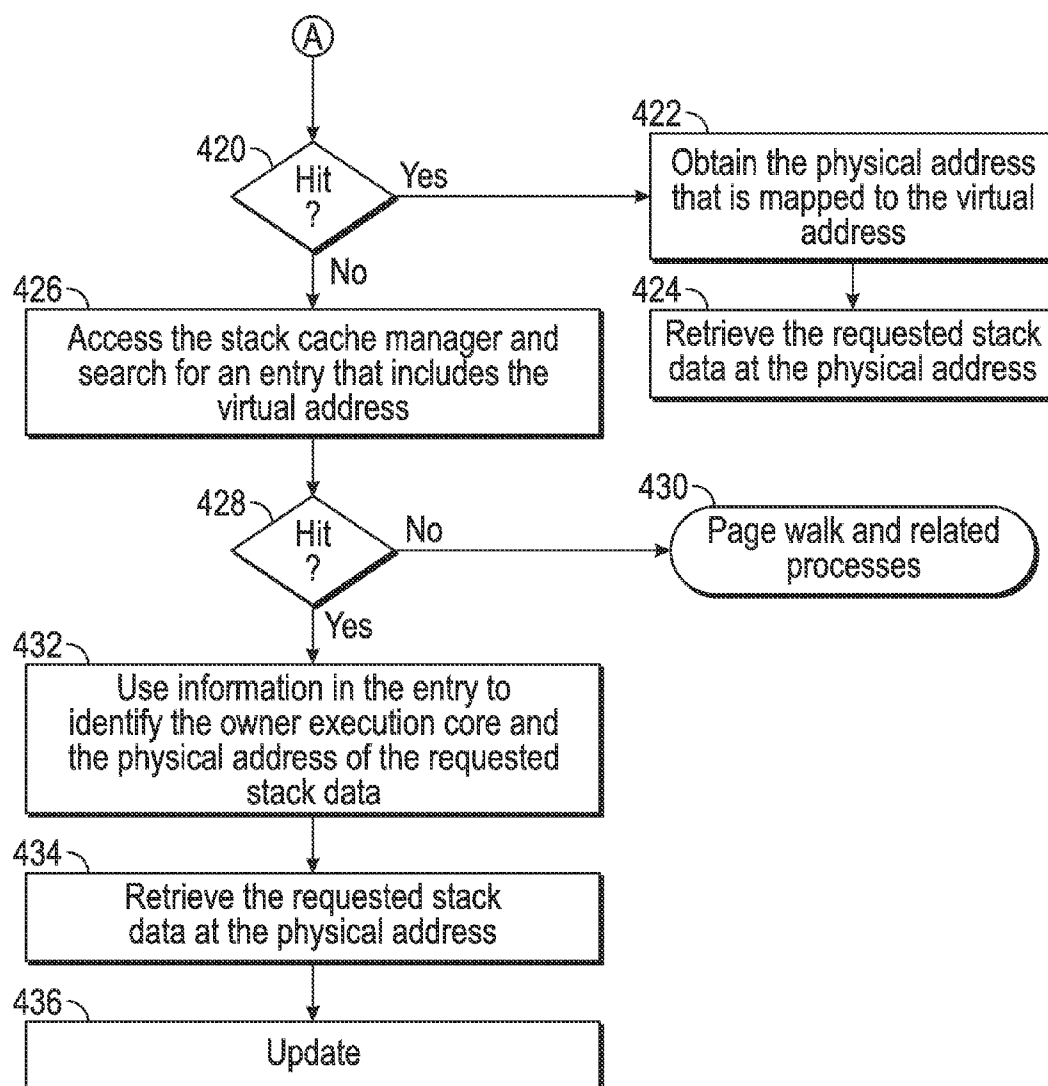 A
420
Hit
?
Yes
No
422
Obtain the physical address
that is mapped to the virtual
address
424
Retrieve the requested stack
data at the physical address
426
Access the stack cache manager and
search for an entry that includes the
virtual address
428
Hit
?
No
Yes
430
Page walk and related
processes
432
Use information in the entry to
identify the owner execution core and
the physical address of the requested
stack data
434
Retrieve the requested stack
data at the physical address
436
Update